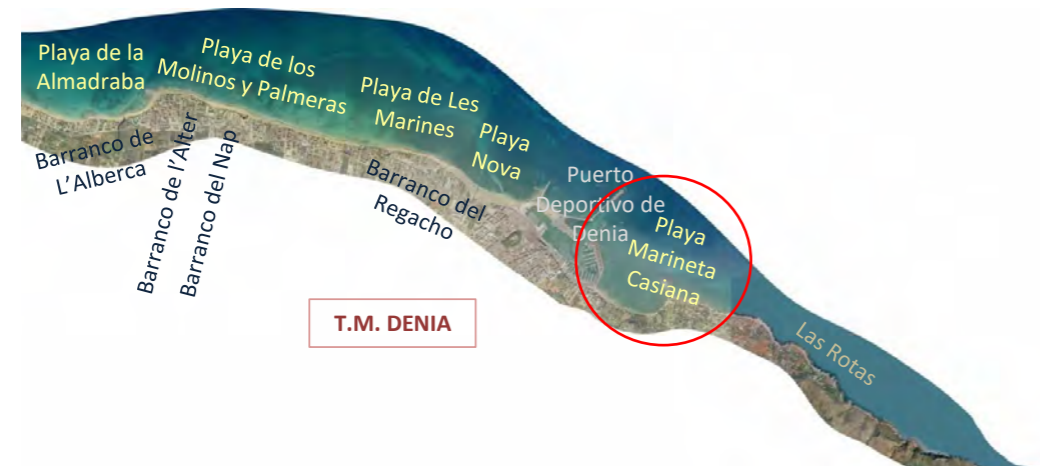 Playa de la
Almadraba
Playa de los
Molinos y Palmeras
Playa de Les
Marines
Playa
Nova
Puerto
Deportivo de
Denia
Playa
Marineta
Casiana
Las Rotas
Barranco de
L'Alberca
Barranco de l'Alter
Barranco del Nap
Barranco del
Regacho
T.M. DENIA